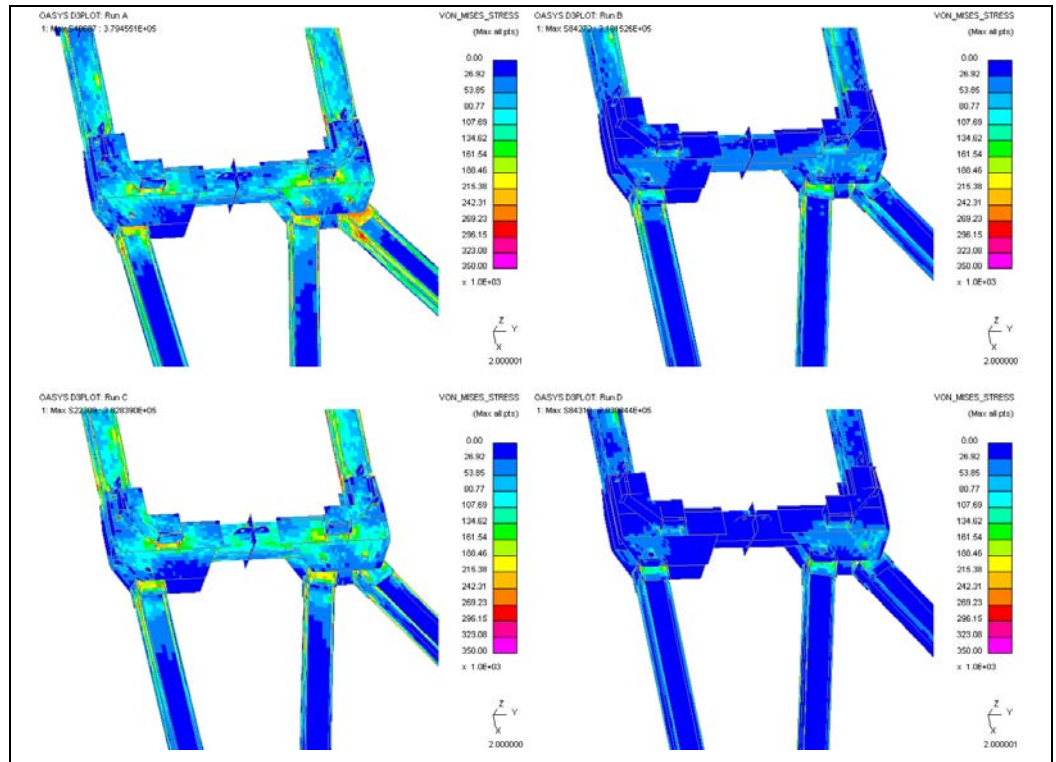 OASYS D3PLOT: Run A
VON_MISES_STRESS
(Max all pts)
0.00
26.92
53.85
80.77
107.69
134.62
161.54
188.46
215.38
242.31
269.23
296.15
323.08
350.00
x 1.0E+03
Z
Y
X
2.000001
OASYS D3PLOT: Run B
VON_MISES_STRESS
(Max all pts)
0.00
26.92
53.85
80.77
107.69
134.62
161.54
188.46
215.38
242.31
269.23
296.15
323.08
350.00
x 1.0E+03
Z
Y
X
2.000000
OASYS D3PLOT: Run C
VON_MISES_STRESS
(Max all pts)
0.00
26.92
53.85
80.77
107.69
134.62
161.54
188.46
215.38
242.31
269.23
296.15
323.08
350.00
x 1.0E+03
Z
Y
X
2.000000
OASYS D3PLOT: Run D
VON_MISES_STRESS
(Max all pts)
0.00
26.92
53.85
80.77
107.69
134.62
161.54
188.46
215.38
242.31
269.23
296.15
323.08
350.00
x 1.0E+03
Z
Y
X
2.000001